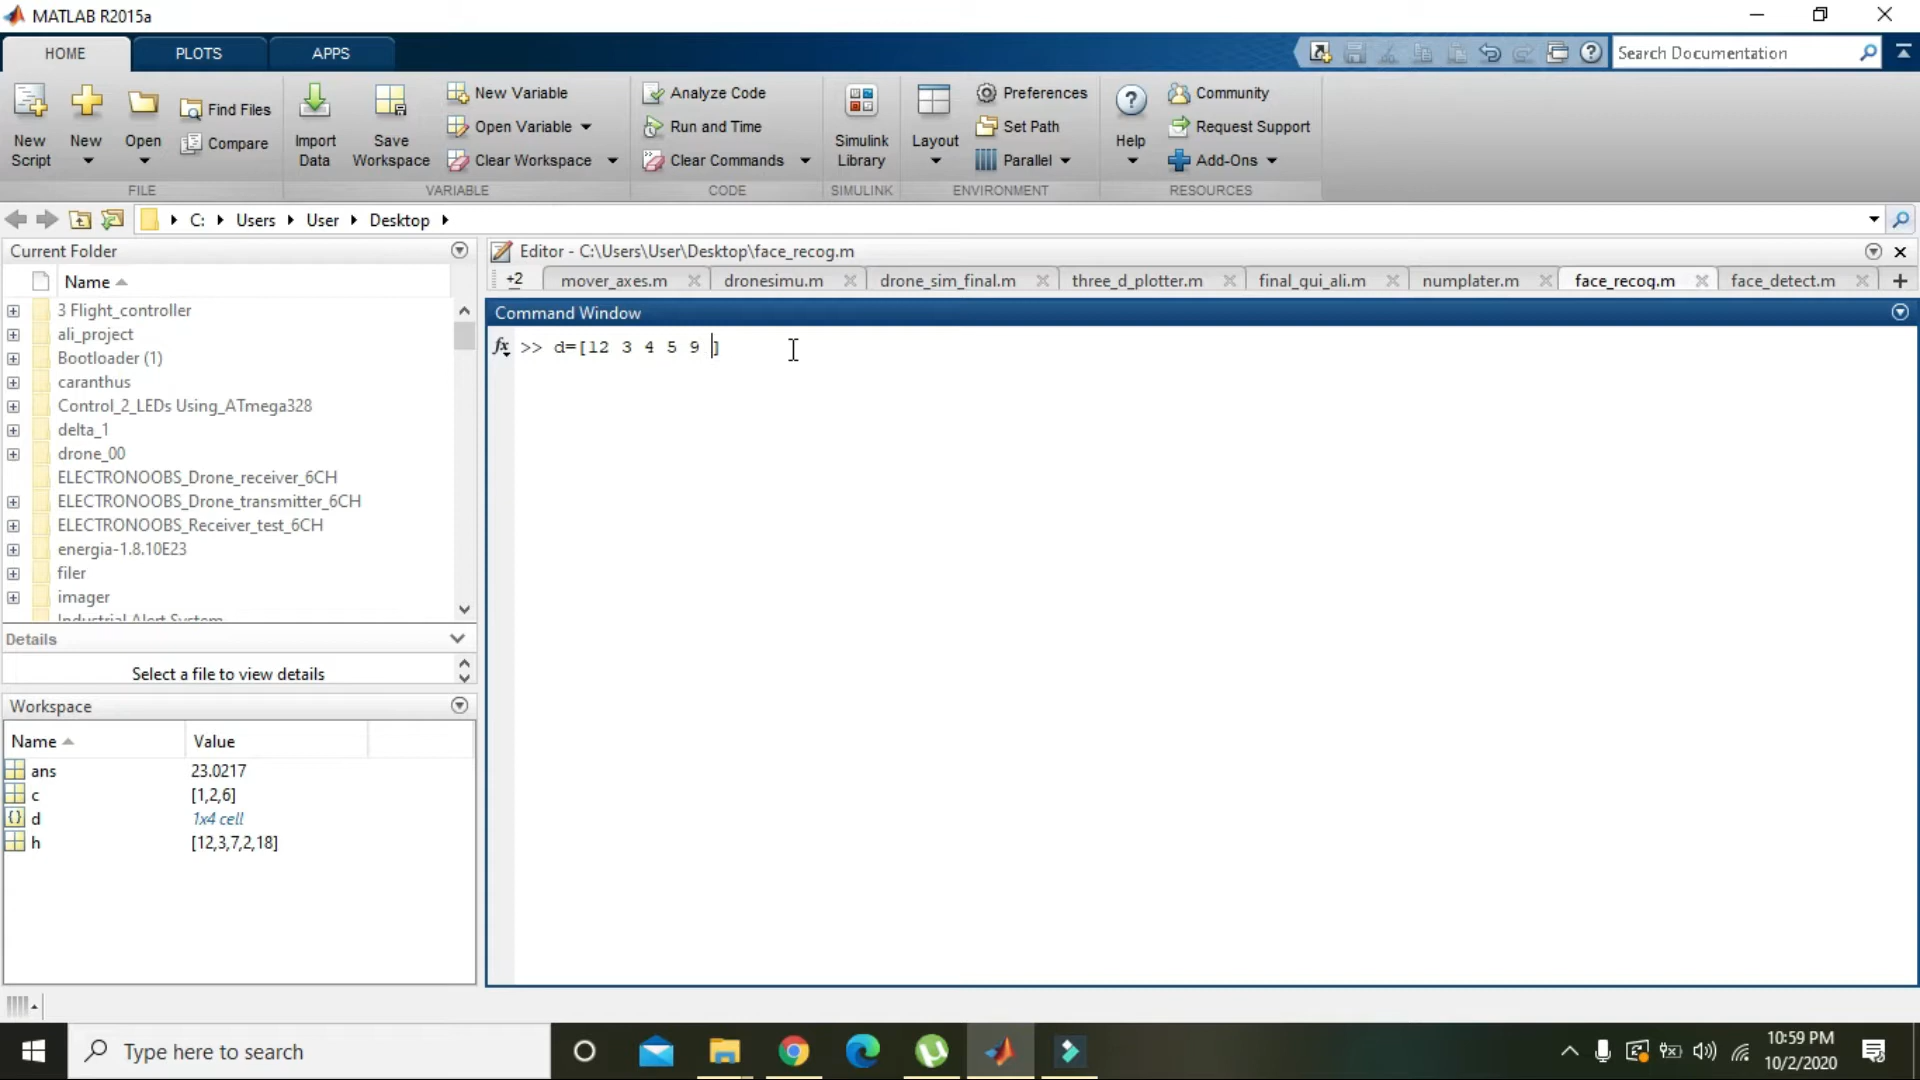 MATLAB R2015a
HOME PLOTS APPS Search Documentation
New Script New Open Find Files Compare Import Data Save Workspace New Variable Open Variable Clear Workspace Analyze Code Run and Time Clear Commands Simulink Library Layout Preferences Set Path Parallel Help Community Request Support Add-Ons
FILE VARIABLE CODE SIMULINK ENVIRONMENT RESOURCES
C: Users User Desktop
Current Folder
Name
3 Flight_controller
ali_project
Bootloader (1)
caranthus
Control_2_LEDs Using_ATmega328
delta_1
drone_00
ELECTRONOOBS_Drone_receiver_6CH
ELECTRONOOBS_Drone_transmitter_6CH
ELECTRONOOBS_Receiver_test_6CH
energia-1.8.10E23
filer
imager
Industrial Alert System
Details
Select a file to view details
Workspace
Name Value
ans 23.0217
c [1,2,6]
d 1x4 cell
h [12,3,7,2,18]
Editor - C:\Users\User\Desktop\face_recog.m
+2 mover_axes.m dronesimu.m drone_sim_final.m three_d_plotter.m final_gui_ali.m numplater.m face_recog.m face_detect.m
Command Window
fx >> d=[12 3 4 5 9 ]
Type here to search
10:59 PM
10/2/2020